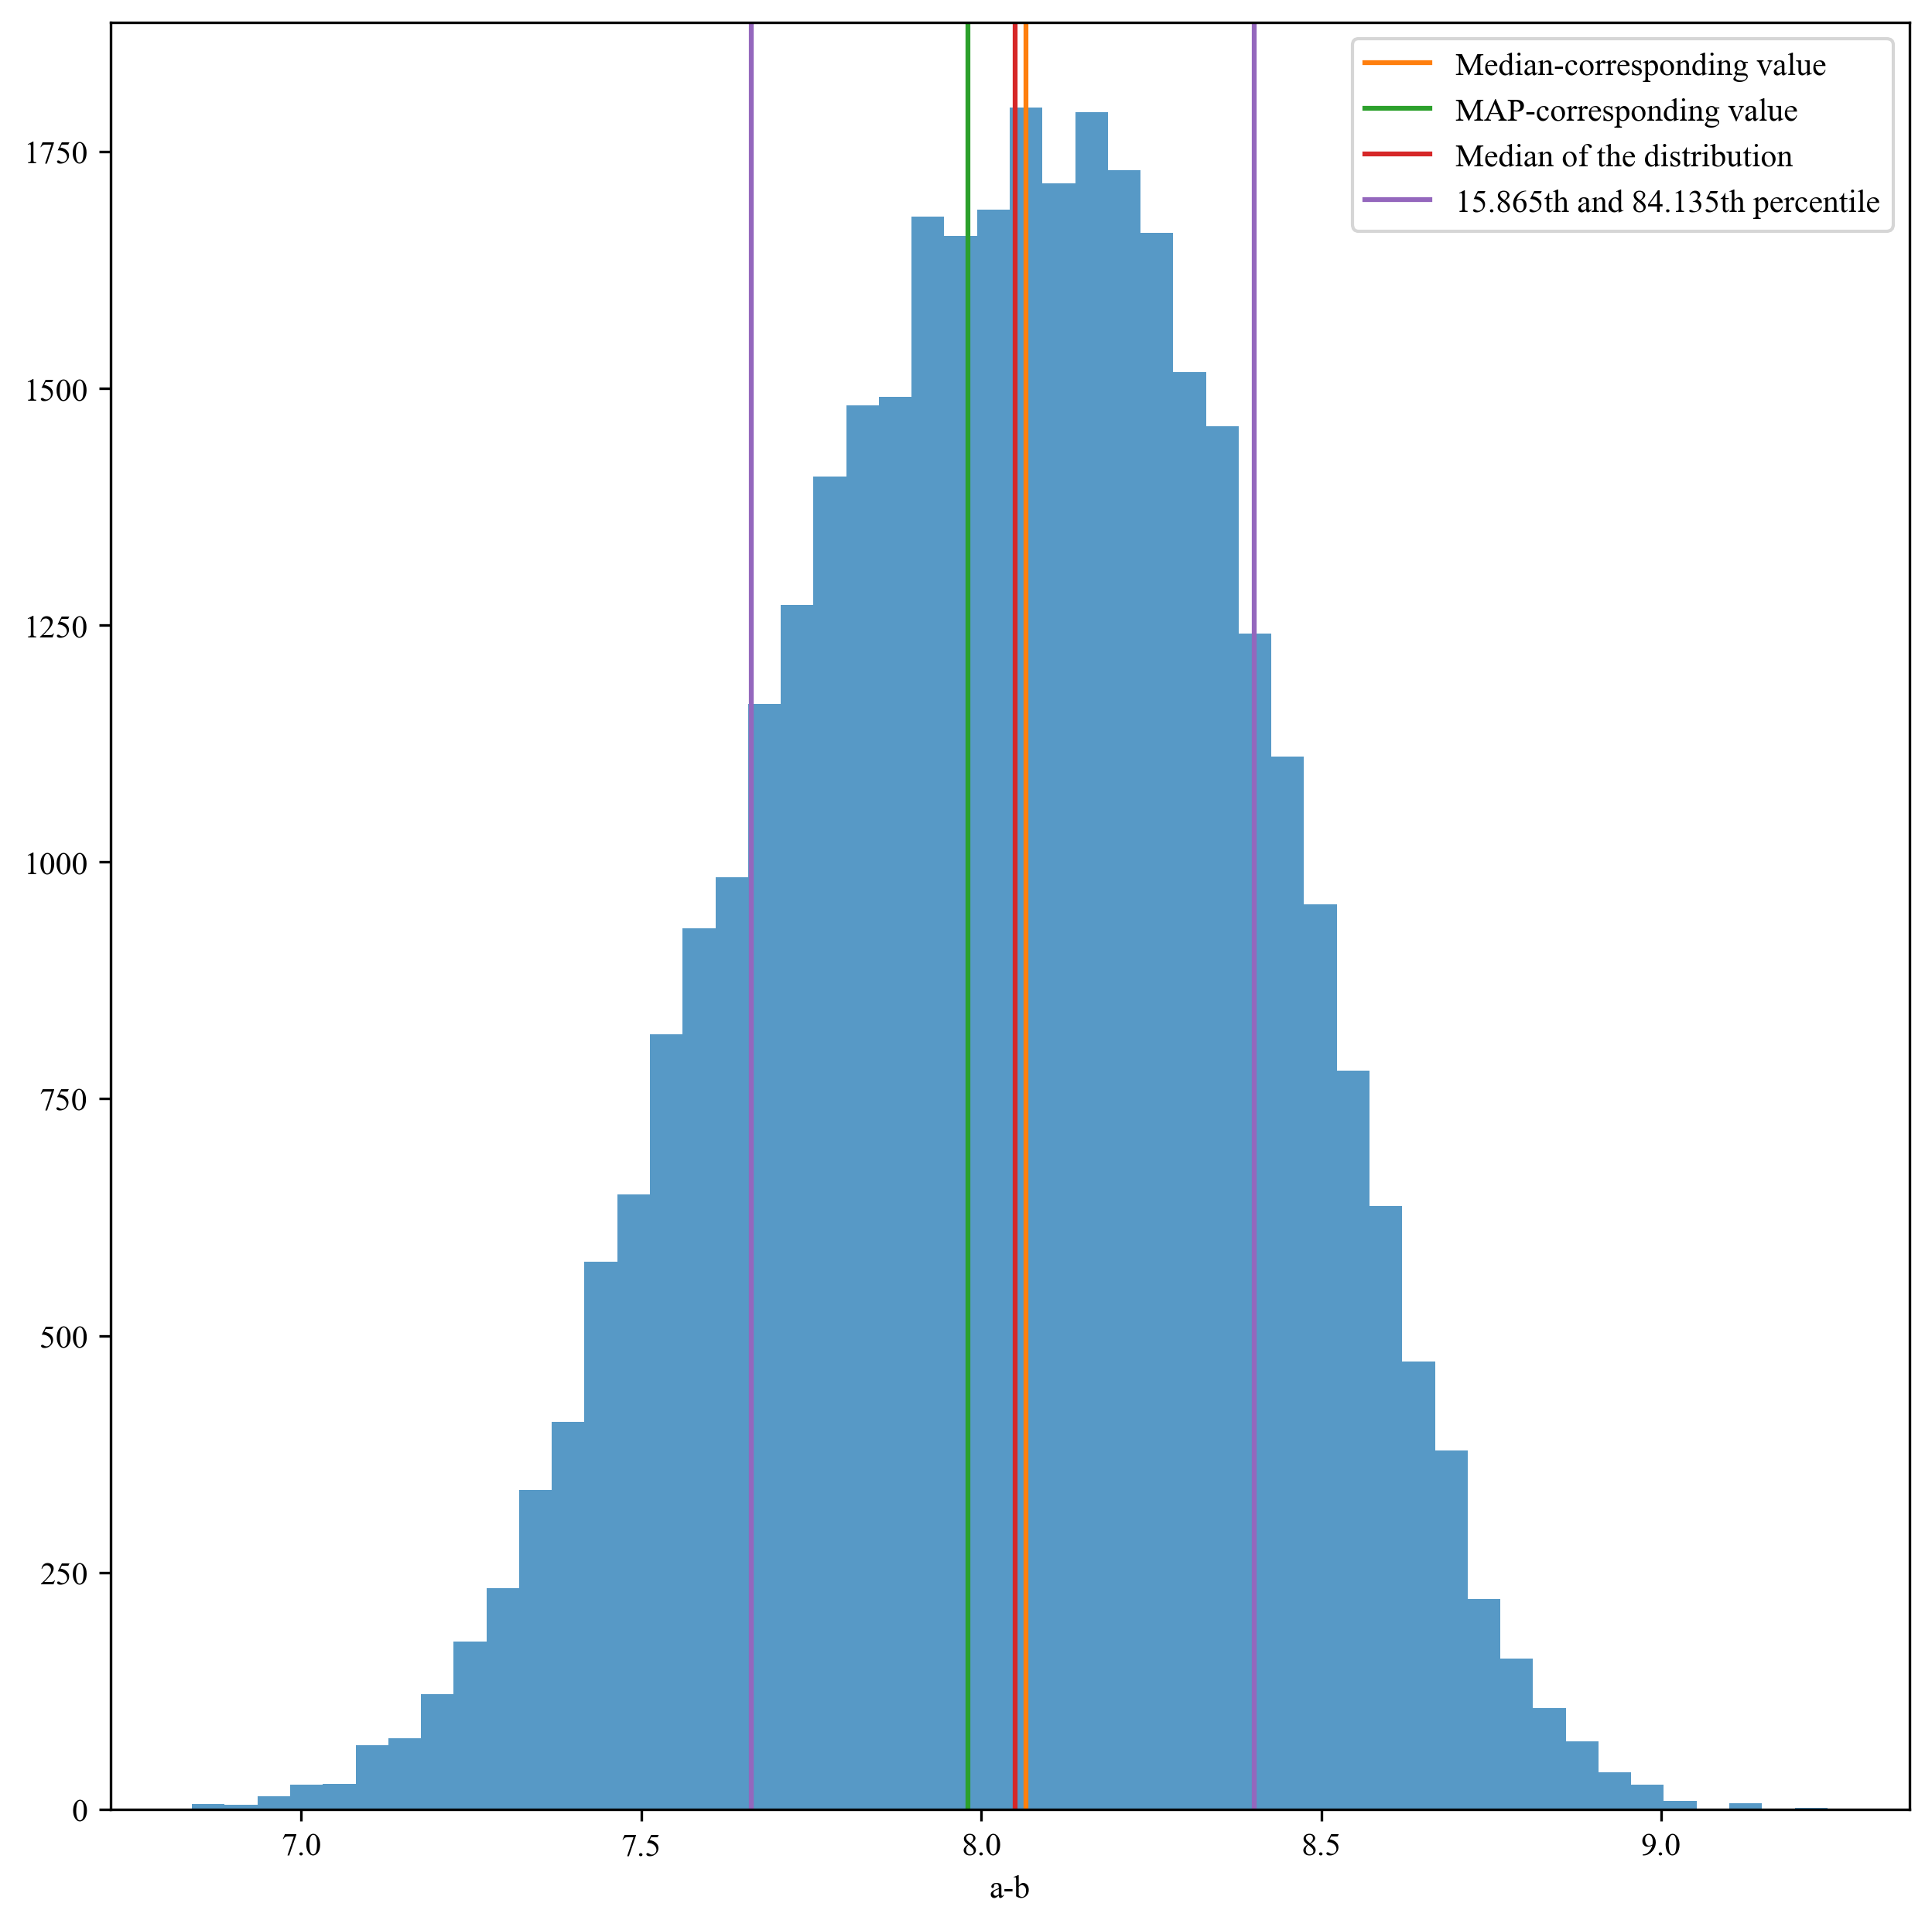 Median-corresponding value
MAP-corresponding value
Median of the distribution
15.865th and 84.135th percentile
1750
1500
1250
1000
750
500
250
0
7.0 7.5 8.0 8.5 9.0
a-b